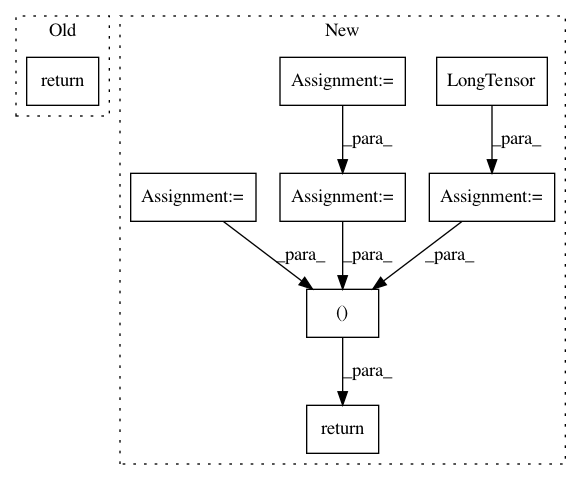 Old
New
return
Assignment:=
LongTensor
_para_
_para_
Assignment:=
Assignment:=
Assignment:=
_para_
_para_
_para_
()
_para_
return